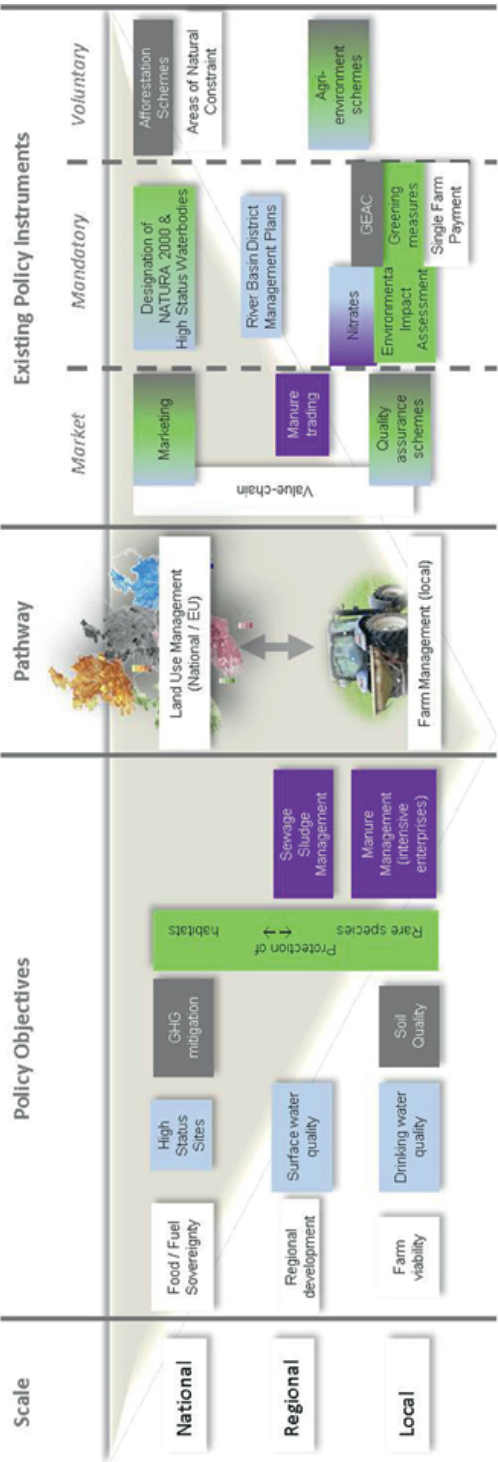 Scale
Policy Objectives
Pathway
Existing Policy Instruments
Market
Mandatory
Voluntary
National
Food / Fuel
Sovereignty
High
Status
Sites
GHG
mitigation
Protection of
habitats
Rare species
Land Use Management
(National / EU)
Marketing
Designation of
NATURA 2000 &
High Status Waterbodies
Afforestation
Schemes
Areas of Natural
Constraint
Regional
Regional
development
Surface water
quality
Sewage
Sludge
Management
Value-chain
Manure
trading
River Basin District
Management Plans
Local
Farm
viability
Drinking water
quality
Soil
Quality
Manure
Management
(intensive
enterprises)
Farm Management (local)
Quality
assurance
schemes
Nitrates
GEAC
Environmenta
Impact
Assessment
Greening
measures
Single Farm
Payment
Agri-
environment
schemes